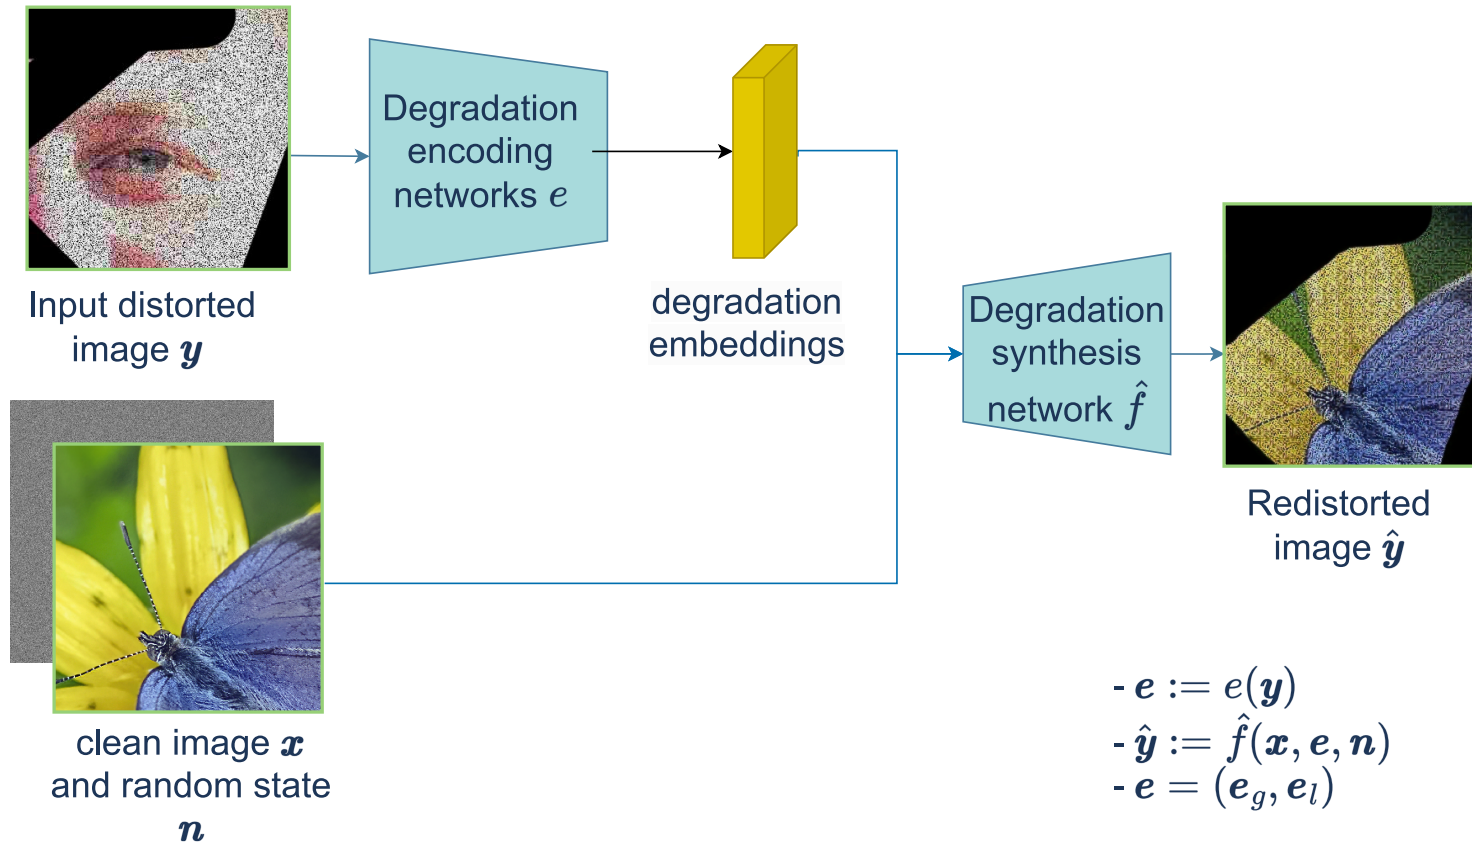 Degradation
encoding
networks e
Input distorted
image y
degradation
embeddings
Degradation
synthesis
network f̂
Redistorted
image ŷ
clean image x
and random state
n
- e := e(y)
- ŷ := f̂(x, e, n)
- e = (e_g, e_l)